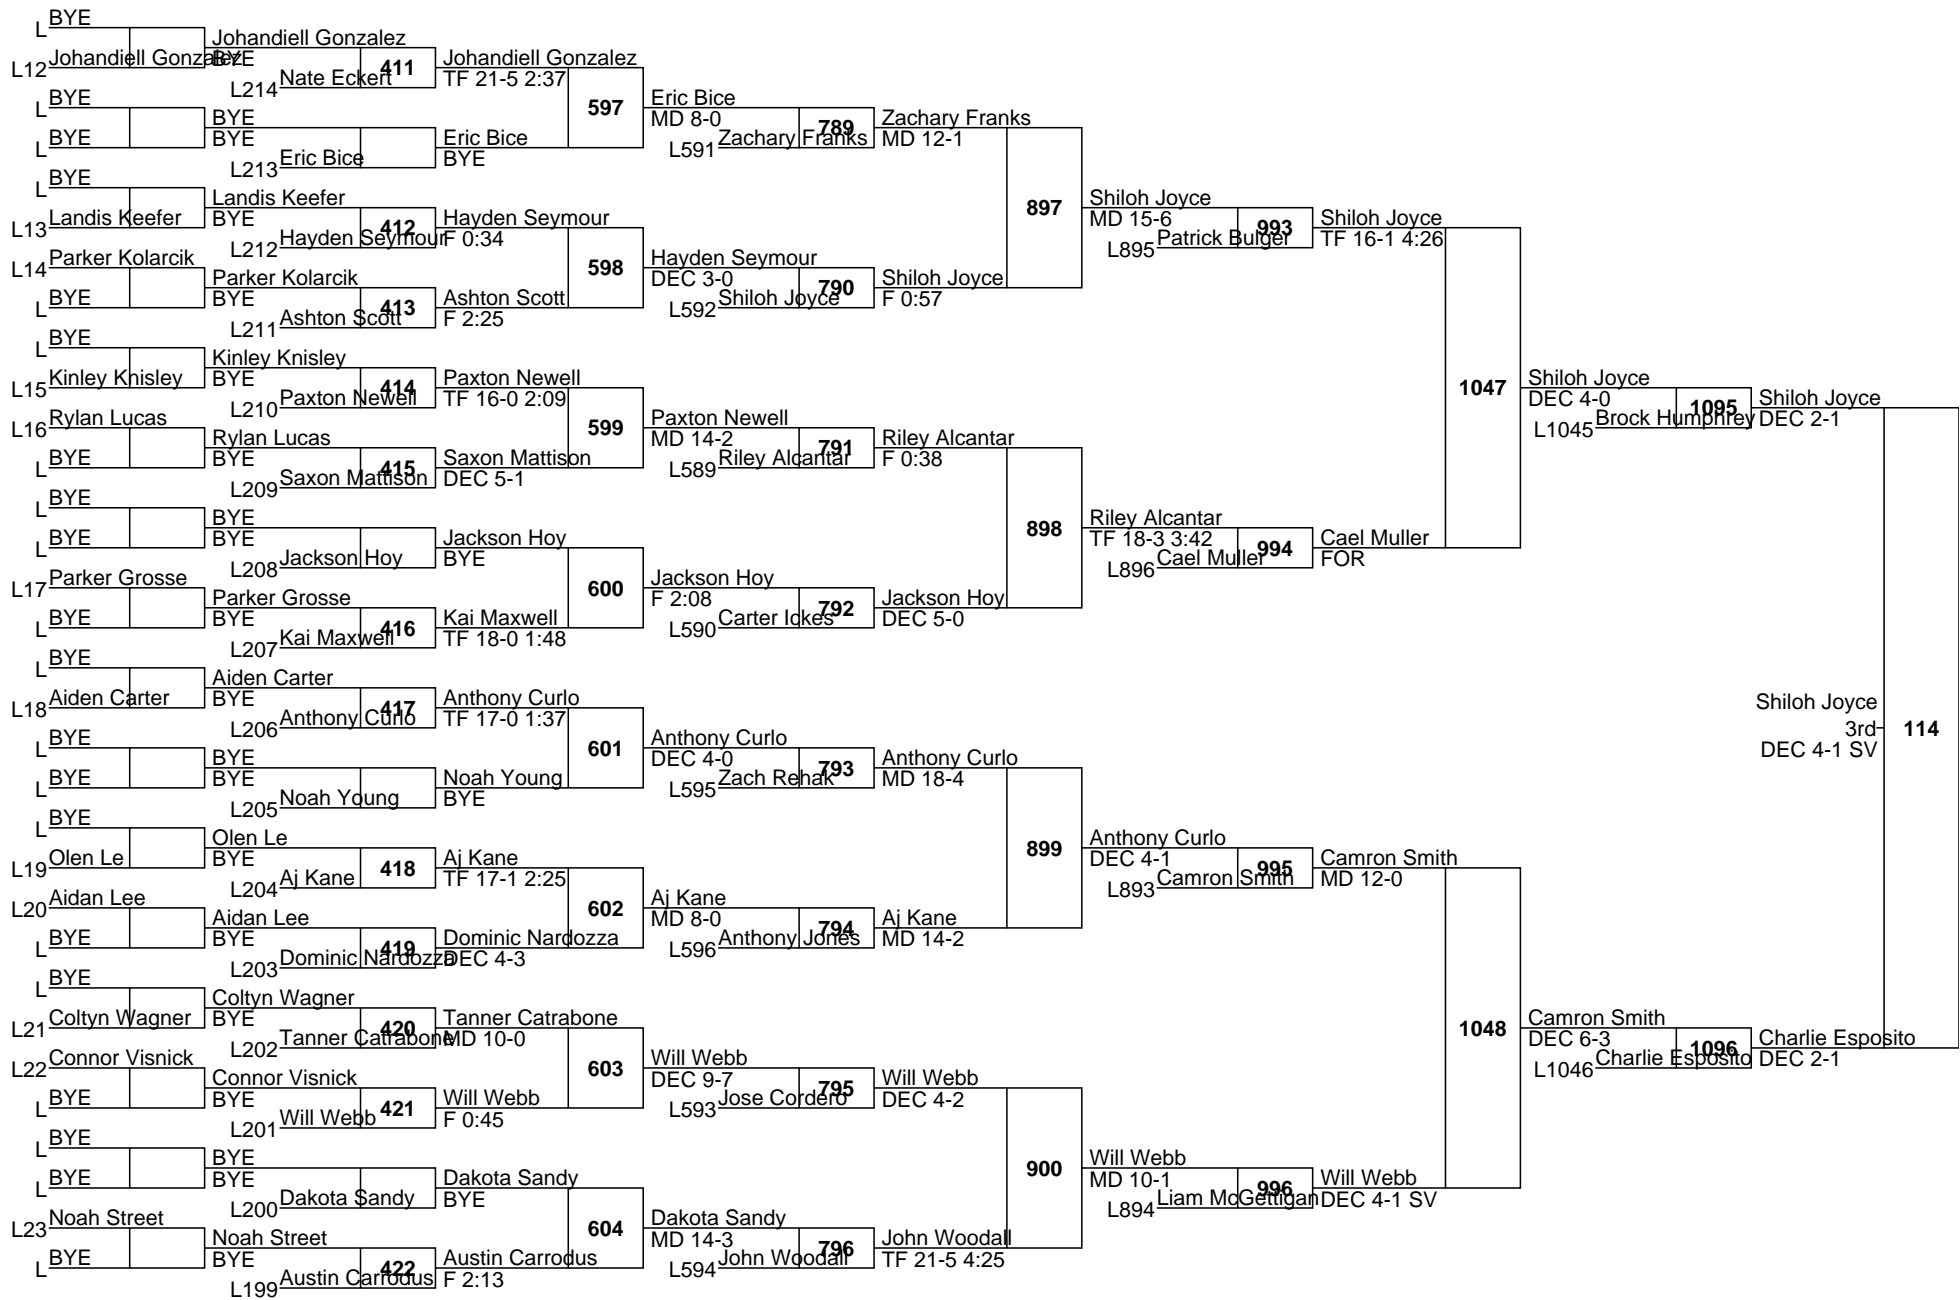 BYE
L
Johandiell Gonzalez
L12
Johandiell Gonzalez
BYE
Nate Eckert
L214
411
Johandiell Gonzalez
TF 21-5 2:37
BYE
L
BYE
L
BYE
BYE
Eric Bice
L213
Eric Bice
BYE
597
Eric Bice
MD 8-0
Zachary Franks
L591
789
Zachary Franks
MD 12-1
BYE
L
Landis Keefer
L13
Landis Keefer
BYE
Hayden Seymour
L212
412
Hayden Seymour
F 0:34
Parker Kolarcik
L14
BYE
L
Parker Kolarcik
BYE
Ashton Scott
L211
413
Ashton Scott
F 2:25
598
Hayden Seymour
DEC 3-0
Shiloh Joyce
L592
790
Shiloh Joyce
F 0:57
897
Shiloh Joyce
MD 15-6
Patrick Bulger
L895
993
Shiloh Joyce
TF 16-1 4:26
BYE
L
Kinley Knisley
L15
Kinley Knisley
BYE
Paxton Newell
L210
414
Paxton Newell
TF 16-0 2:09
Rylan Lucas
L16
BYE
L
Rylan Lucas
BYE
Saxon Mattison
L209
415
Saxon Mattison
DEC 5-1
599
Paxton Newell
MD 14-2
Riley Alcantar
L589
791
Riley Alcantar
F 0:38
BYE
L
BYE
L
BYE
BYE
Jackson Hoy
L208
Jackson Hoy
BYE
Parker Grosse
L17
BYE
L
Parker Grosse
BYE
Kai Maxwell
L207
416
Kai Maxwell
TF 18-0 1:48
600
Jackson Hoy
F 2:08
Carter Ickes
L590
792
Jackson Hoy
DEC 5-0
898
Riley Alcantar
TF 18-3 3:42
Cael Muller
L896
994
Cael Muller
FOR
1047
Shiloh Joyce
DEC 4-0
Brock Humphrey
L1045
1095
Shiloh Joyce
DEC 2-1
BYE
L
Aiden Carter
L18
Aiden Carter
BYE
Anthony Curlo
L206
417
Anthony Curlo
TF 17-0 1:37
BYE
L
BYE
L
BYE
BYE
Noah Young
L205
Noah Young
BYE
601
Anthony Curlo
DEC 4-0
Zach Rehak
L595
793
Anthony Curlo
MD 18-4
BYE
L
Olen Le
L19
Olen Le
BYE
Aj Kane
L204
418
Aj Kane
TF 17-1 2:25
Aidan Lee
L20
BYE
L
Aidan Lee
BYE
Dominic Nardozza
L203
419
Dominic Nardozza
DEC 4-3
602
Aj Kane
MD 8-0
Anthony Jones
L596
794
Aj Kane
MD 14-2
899
Anthony Curlo
DEC 4-1
Camron Smith
L893
995
Camron Smith
MD 12-0
BYE
L
Coltyn Wagner
L21
Coltyn Wagner
BYE
Tanner Catrabone
L202
420
Tanner Catrabone
MD 10-0
Connor Visnick
L22
BYE
L
Connor Visnick
BYE
Will Webb
L201
421
Will Webb
F 0:45
603
Will Webb
DEC 9-7
Jose Cordero
L593
795
Will Webb
DEC 4-2
BYE
L
BYE
L
BYE
BYE
Dakota Sandy
L200
Dakota Sandy
BYE
Noah Street
L23
BYE
L
Noah Street
BYE
Austin Carrodus
L199
422
Austin Carrodus
F 2:13
604
Dakota Sandy
MD 14-3
John Woodall
L594
796
John Woodall
TF 21-5 4:25
900
Will Webb
MD 10-1
Liam McGettigan
L894
996
Will Webb
DEC 4-1 SV
1048
Camron Smith
DEC 6-3
Charlie Esposito
L1046
1096
Charlie Esposito
DEC 2-1
Shiloh Joyce
3rd
DEC 4-1 SV
114